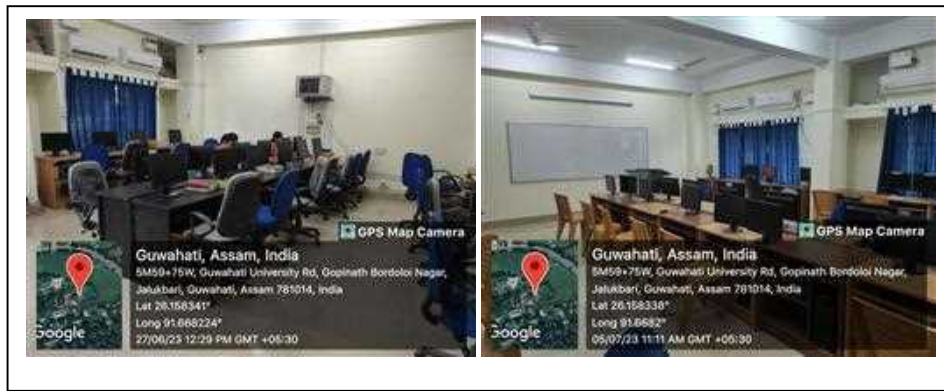 GPS Map Camera
Guwahati, Assam, India
5M59+75W, Guwahati University Rd, Gopinath Bordoloi Nagar,
Jalukbari, Guwahati, Assam 781014, India
Lat 26.158341°
Long 91.668224°
27/06/23 12:29 PM GMT +05:30
Google
GPS Map Camera
Guwahati, Assam, India
5M59+75W, Guwahati University Rd, Gopinath Bordoloi Nagar,
Jalukbari, Guwahati, Assam 781014, India
Lat 26.158338°
Long 91.6682°
05/07/23 11:11 AM GMT +05:30
Google